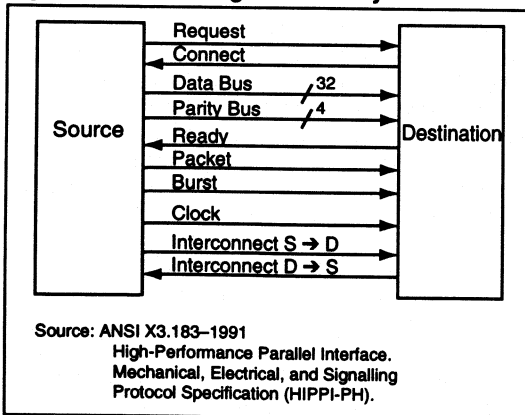 Request
Connect
Data Bus 32
Parity Bus 4
Source
Destination
Ready
Packet
Burst
Clock
Interconnect S → D
Interconnect D → S
Source: ANSI X3.183–1991
High-Performance Parallel Interface.
Mechanical, Electrical, and Signalling
Protocol Specification (HIPPI-PH).